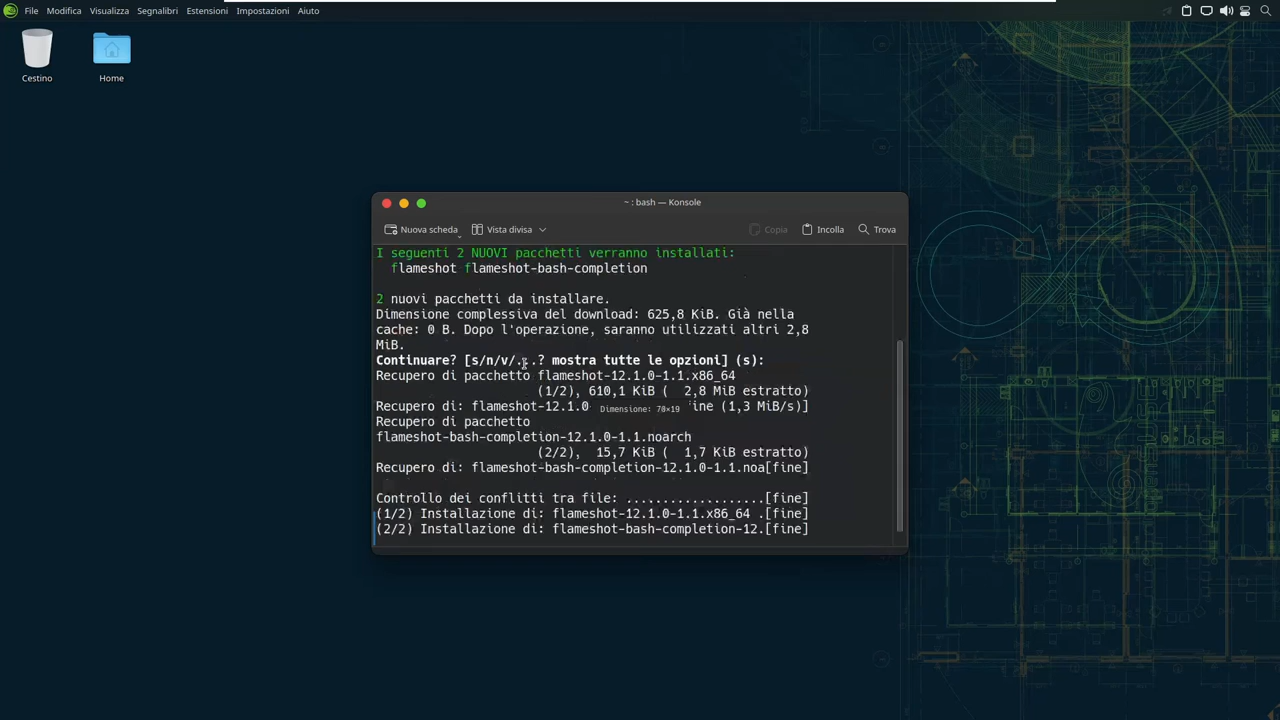 File Modifica Visualizza Segnalibri Estensioni Impostazioni Aiuto
Cestino Home
~ : bash — Konsole
Nuova scheda Vista divisa Copia Incolla Trova
I seguenti 2 NUOVI pacchetti verranno installati:
flameshot flameshot-bash-completion
2 nuovi pacchetti da installare.
Dimensione complessiva del download: 625,8 KiB. Già nella
cache: 0 B. Dopo l'operazione, saranno utilizzati altri 2,8
MiB.
Continuare? [s/n/v/...? mostra tutte le opzioni] (s):
Recupero di pacchetto flameshot-12.1.0-1.1.x86_64
(1/2), 610,1 KiB ( 2,8 MiB estratto)
Recupero di: flameshot-12.1.0- ine (1,3 MiB/s)]
Dimensione: 70×19
Recupero di pacchetto
flameshot-bash-completion-12.1.0-1.1.noarch
(2/2), 15,7 KiB ( 1,7 KiB estratto)
Recupero di: flameshot-bash-completion-12.1.0-1.1.noa[fine]
Controllo dei conflitti tra file: ...................[fine]
(1/2) Installazione di: flameshot-12.1.0-1.1.x86_64 .[fine]
(2/2) Installazione di: flameshot-bash-completion-12.[fine]